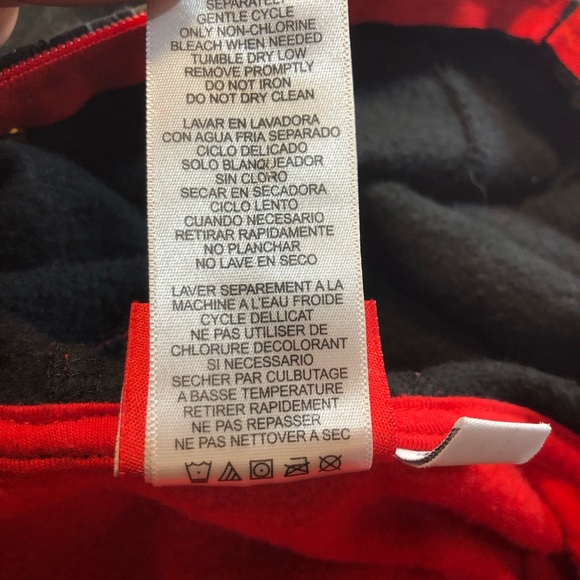 SEPARATELY
GENTLE CYCLE
ONLY NON-CHLORINE
BLEACH WHEN NEEDED
TUMBLE DRY LOW
REMOVE PROMPTLY
DO NOT IRON
DO NOT DRY CLEAN
LAVAR EN LAVADORA
CON AGUA FRIA SEPARADO
CICLO DELICADO
SOLO BLANQUEADOR
SIN CLORO
SECAR EN SECADORA
CICLO LENTO
CUANDO NECESARIO
RETIRAR RAPIDAMENTE
NO PLANCHAR
NO LAVE EN SECO
LAVER SEPAREMENT A LA
MACHINE A L'EAU FROIDE
CYCLE DELLICAT
NE PAS UTILISER DE
CHLORURE DECOLORANT
SI NECESSARIO
SECHER PAR CULBUTAGE
A BASSE TEMPERATURE
RETIRER RAPIDEMENT
NE PAS REPASSER
NE PAS NETTOVER A SEC